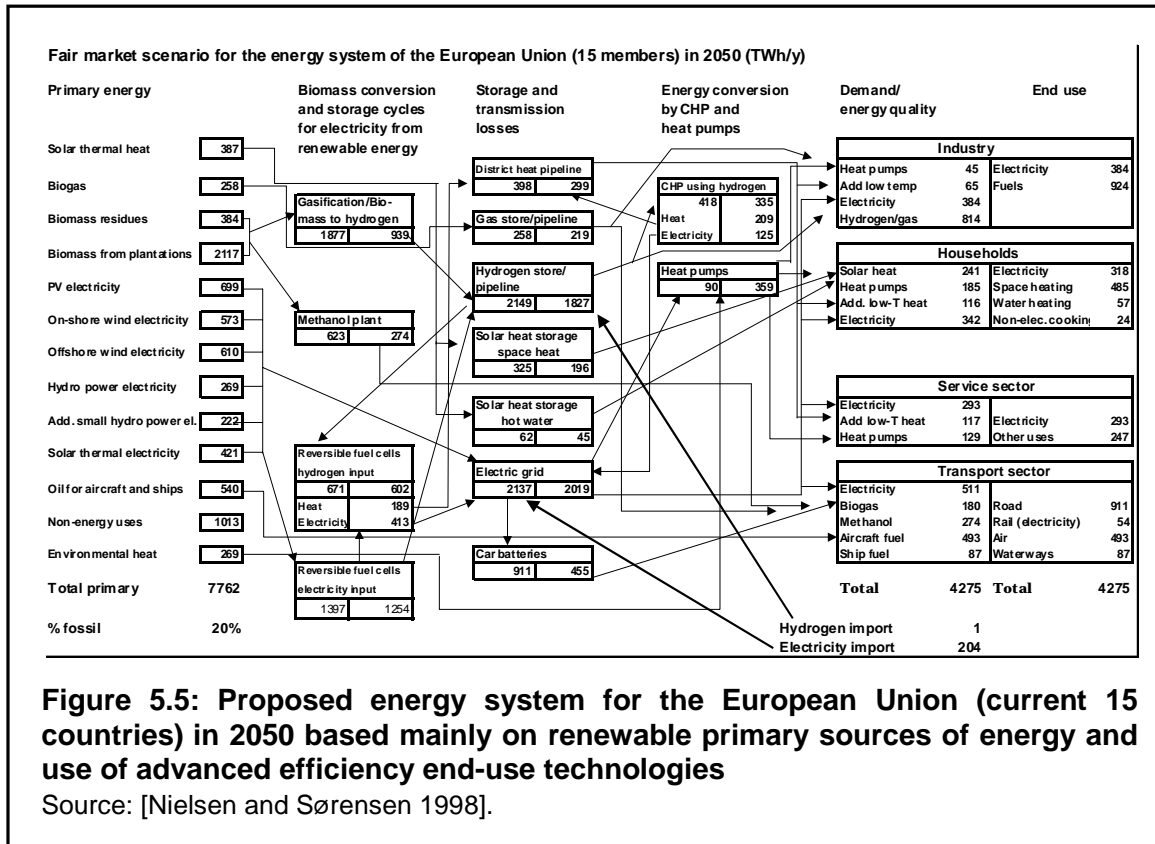 Fair market scenario for the energy system of the European Union (15 members) in 2050 (TWh/y)
Primary energy
Biomass conversion
and storage cycles
for electricity from
renewable energy
Storage and
transmission
losses
Energy conversion
by CHP and
heat pumps
Demand/
energy quality
End use
Solar thermal heat 387
Biogas 258
Biomass residues 384
Biomass from plantations 2117
PV electricity 699
On-shore wind electricity 573
Offshore wind electricity 610
Hydro power electricity 269
Add. small hydro power el. 222
Solar thermal electricity 421
Oil for aircraft and ships 540
Non-energy uses 1013
Environmental heat 269
Total primary 7762
% fossil 20%
Gasification/Bio-
mass to hydrogen
1877 939
Methanol plant
623 274
Reversible fuel cells
hydrogen input
671 602
Heat 189
Electricity 413
Reversible fuel cells
electricity input
1397 1254
District heat pipeline
398 299
Gas store/pipeline
258 219
Hydrogen store/
pipeline
2149 1827
Solar heat storage
space heat
325 196
Solar heat storage
hot water
62 45
Electric grid
2137 2019
Car batteries
911 455
CHP using hydrogen
418 335
Heat 209
Electricity 125
Heat pumps
90 359
Industry
Heat pumps 45 Electricity 384
Add low temp 65 Fuels 924
Electricity 384
Hydrogen/gas 814
Households
Solar heat 241 Electricity 318
Heat pumps 185 Space heating 485
Add. low-T heat 116 Water heating 57
Electricity 342 Non-elec. cookin 24
Service sector
Electricity 293
Add low-T heat 117 Electricity 293
Heat pumps 129 Other uses 247
Transport sector
Electricity 511
Biogas 180 Road 911
Methanol 274 Rail (electricity) 54
Aircraft fuel 493 Air 493
Ship fuel 87 Waterways 87
Total 4275 Total 4275
Hydrogen import 1
Electricity import 204
Figure 5.5: Proposed energy system for the European Union (current 15
countries) in 2050 based mainly on renewable primary sources of energy and
use of advanced efficiency end-use technologies
Source: [Nielsen and Sørensen 1998].